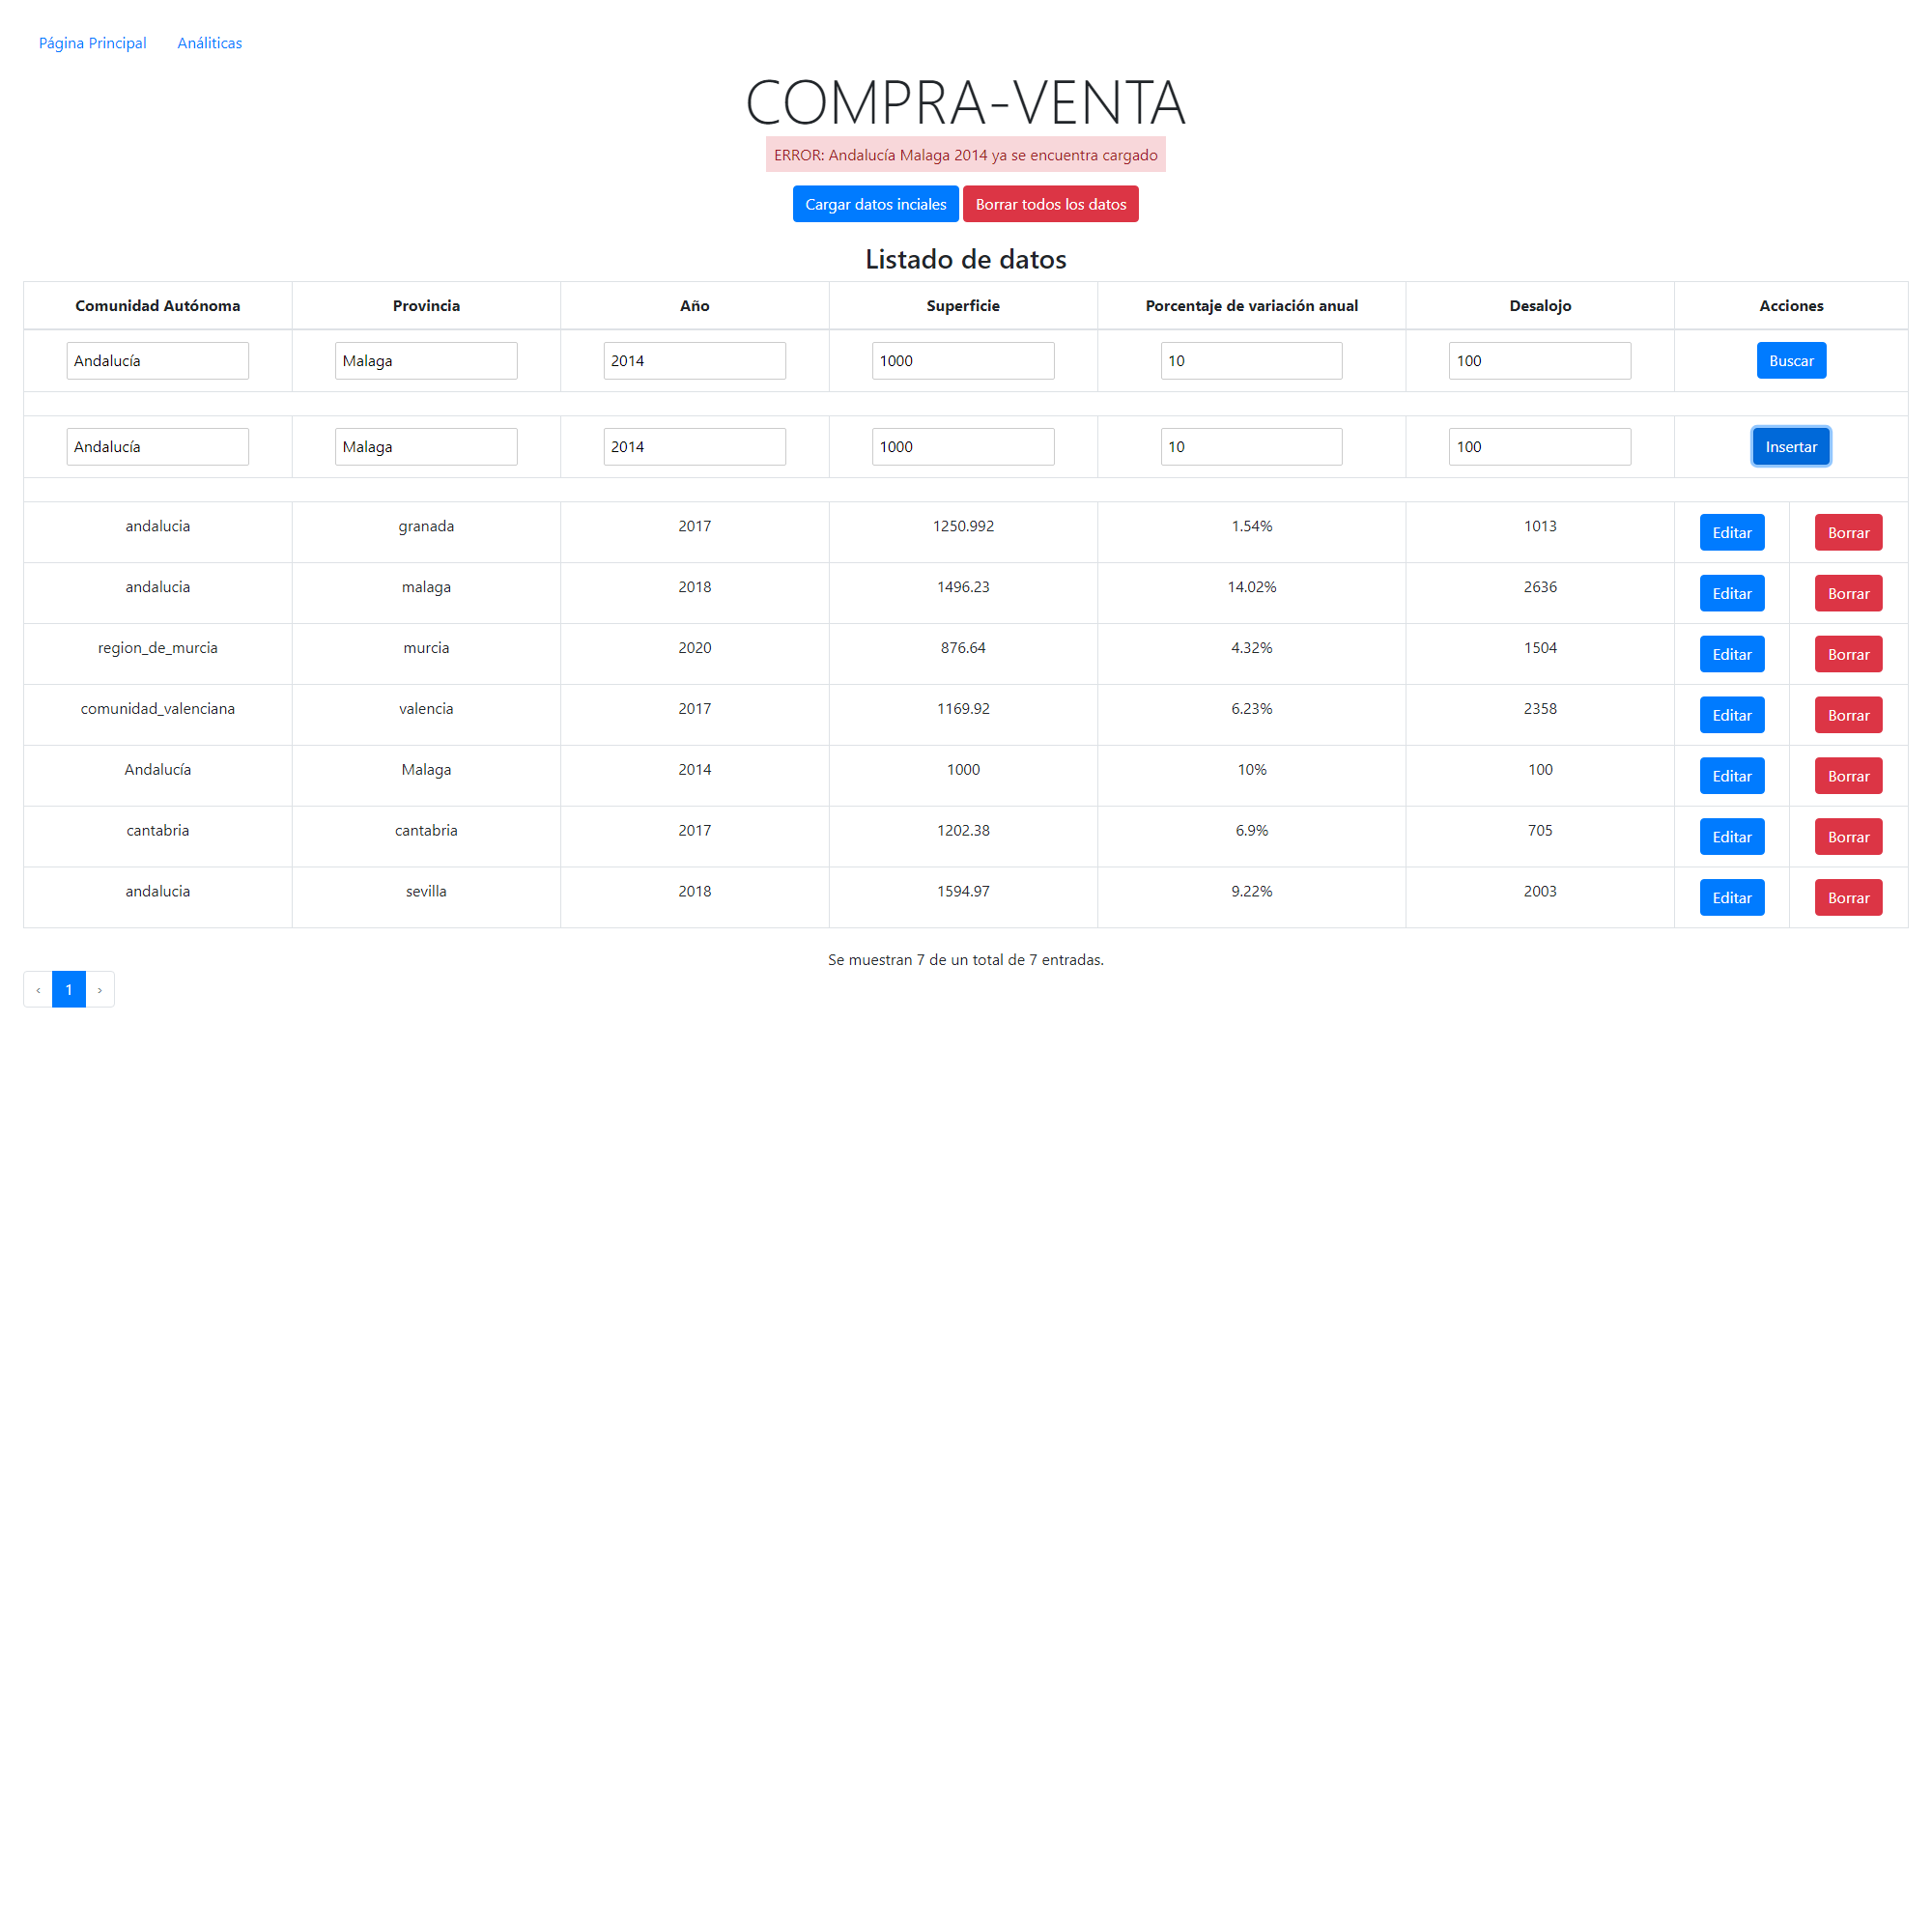 Página Principal Análiticas
COMPRA-VENTA
ERROR: Andalucía Malaga 2014 ya se encuentra cargado
Cargar datos inciales Borrar todos los datos
Listado de datos
Comunidad Autónoma Provincia Año Superficie Porcentaje de variación anual Desalojo Acciones
Andalucía Malaga 2014 1000 10 100 Buscar
Andalucía Malaga 2014 1000 10 100 Insertar
andalucia granada 2017 1250.992 1.54% 1013 Editar Borrar
andalucia malaga 2018 1496.23 14.02% 2636 Editar Borrar
region_de_murcia murcia 2020 876.64 4.32% 1504 Editar Borrar
comunidad_valenciana valencia 2017 1169.92 6.23% 2358 Editar Borrar
Andalucía Malaga 2014 1000 10% 100 Editar Borrar
cantabria cantabria 2017 1202.38 6.9% 705 Editar Borrar
andalucia sevilla 2018 1594.97 9.22% 2003 Editar Borrar
Se muestran 7 de un total de 7 entradas.
‹ 1 ›